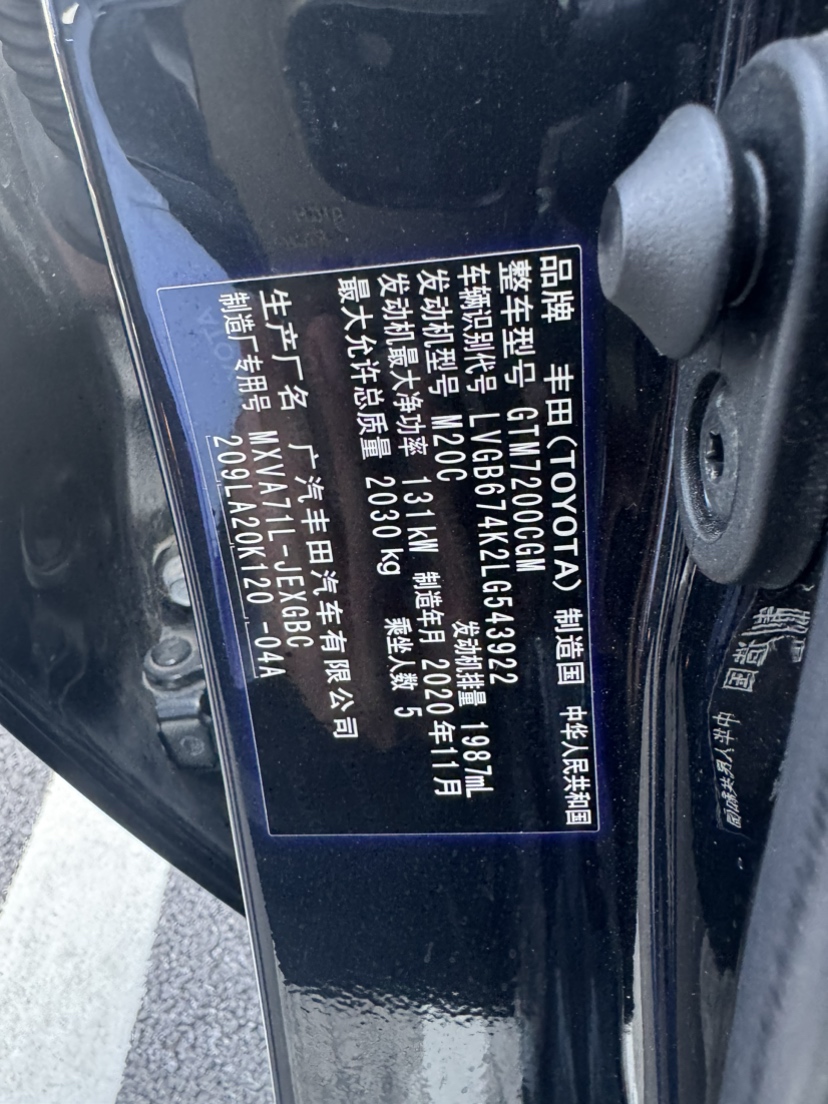 品牌 丰田(TOYOTA) 制造国 中华人民共和国
整车型号 GTM7200CGM
车辆识别代号 LVGB674K2LG543922
发动机型号 M20C 发动机排量 1987mL
发动机最大净功率 131kW 制造年月 2020年11月
最大允许总质量 2030kg 乘坐人数 5
生产厂名 广汽丰田汽车有限公司
制造厂专用号 MXVA71L-JEXGBC
209LA20K120 -04A